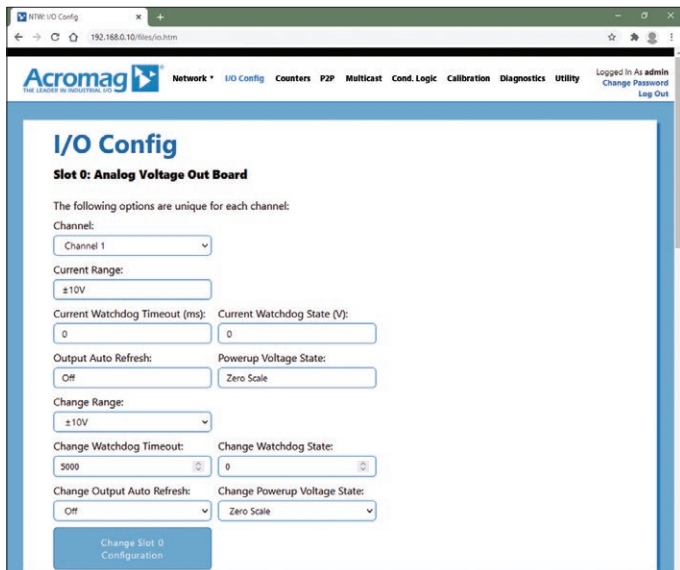 NTW: I/O Config
192.168.0.10/files/io.htm
Acromag
THE LEADER IN INDUSTRIAL I/O
Network I/O Config Counters P2P Multicast Cond. Logic Calibration Diagnostics Utility
Logged In As admin
Change Password
Log Out
I/O Config
Slot 0: Analog Voltage Out Board
The following options are unique for each channel:
Channel:
Channel 1
Current Range:
±10V
Current Watchdog Timeout (ms): Current Watchdog State (V):
0 0
Output Auto Refresh: Powerup Voltage State:
Off Zero Scale
Change Range:
±10V
Change Watchdog Timeout: Change Watchdog State:
5000 0
Change Output Auto Refresh: Change Powerup Voltage State:
Off Zero Scale
Change Slot 0
Configuration